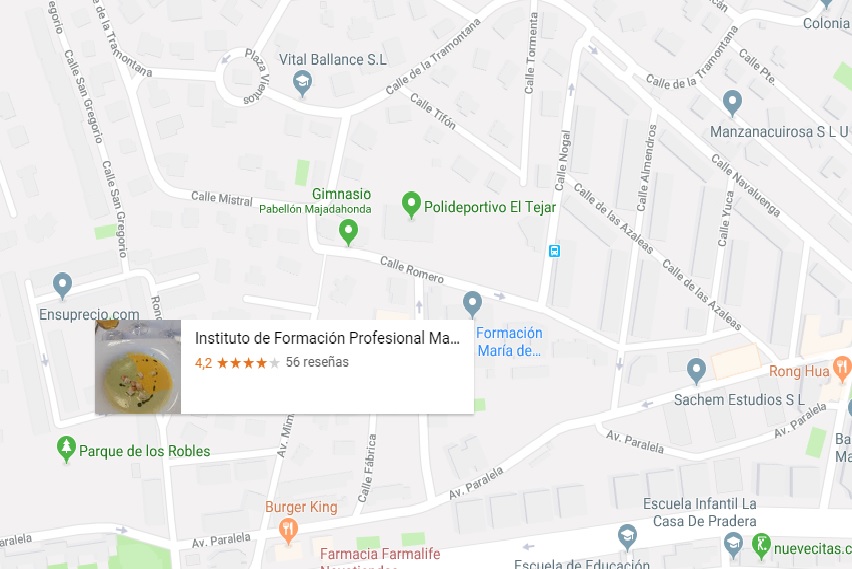 Calle de la Tramontana
Calle San Gregorio
Plaza Vientos
Vital Ballance S.L
Calle de la Tramontana
Calle Tifón
Calle Tormenta
Calle de la Tramontana
Calle Pte.
Colonia
Manzanacuirosa S L U
Calle Navaluenga
Calle Nogal
Calle Almendros
Calle Yuca
Calle de las Azaleas
Calle de las Azaleas
Calle San Gregorio
Calle Mistral
Gimnasio
Pabellón Majadahonda
Polideportivo El Tejar
Calle Romero
Ensuprecio.com
Instituto de Formación Profesional Ma...
4,2
56 reseñas
Formación
María de...
Sachem Estudios S L
Rong Hua
Av. Paralela
Av. Paralela
Parque de los Robles
Calle Fábrica
Av. Paralela
Burger King
Av. Paralela
Farmacia Farmalife
Escuela Infantil La
Casa De Pradera
Escuela de Educación
nuevecitas.c